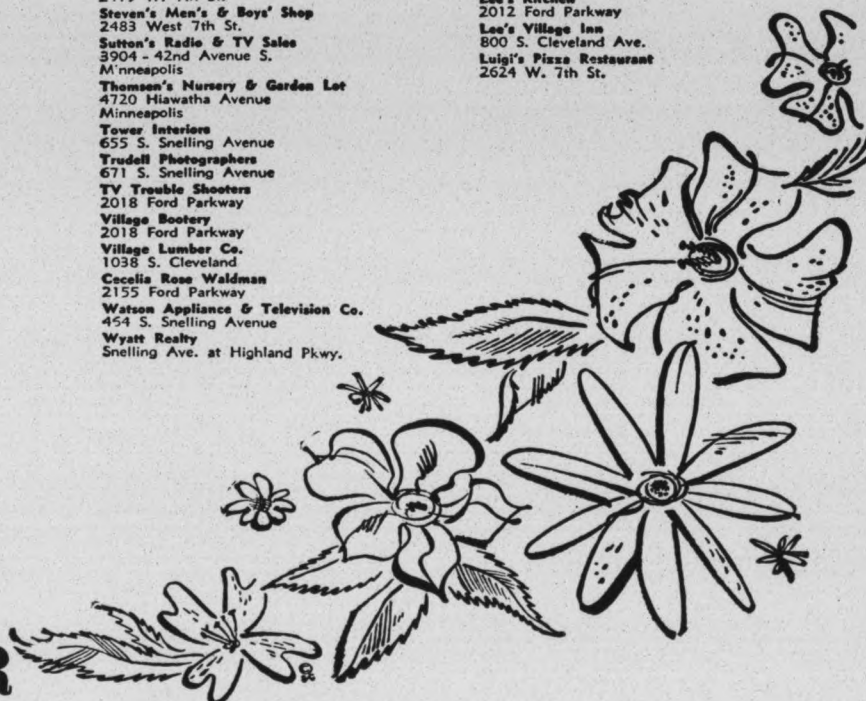 Steven's Men's & Boys' Shop
2483 West 7th St.
Sutton's Radio & TV Sales
3904 - 42nd Avenue S.
M'nneapolis
Thomsen's Nursery & Garden Lot
4720 Hiawatha Avenue
Minneapolis
Tower Interiors
655 S. Snelling Avenue
Trudell Photographers
671 S. Snelling Avenue
TV Trouble Shooters
2018 Ford Parkway
Village Bootery
2018 Ford Parkway
Village Lumber Co.
1038 S. Cleveland
Cecelia Rose Waldman
2155 Ford Parkway
Watson Appliance & Television Co.
454 S. Snelling Avenue
Wyatt Realty
Snelling Ave. at Highland Pkwy.
Lee's Kitchen
2012 Ford Parkway
Lee's Village Inn
800 S. Cleveland Ave.
Luigi's Pizza Restaurant
2624 W. 7th St.